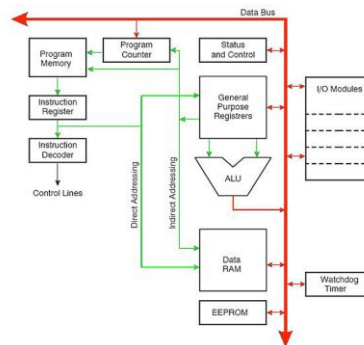 Data Bus
Program
Memory
Program
Counter
Status
and Control
I/O Modules
Instruction
Register
General
Purpose
Registrers
Instruction
Decoder
Control Lines
Direct Addressing
Indirect Addressing
ALU
Data
RAM
Watchdog
Timer
EEPROM